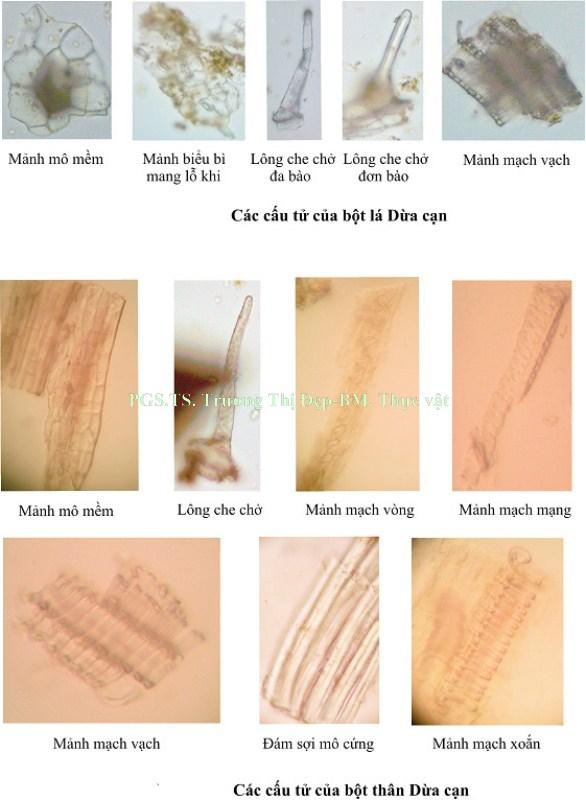 Mảnh mô mềm
Mảnh biểu bì
mang lỗ khi
Lông che chở
đa bào
Lông che chở
đơn bào
Mảnh mạch vạch
Các cấu tử của bột lá Dừa cạn
PGS.TS. Trương Thị Đẹp-BM. Thực vật
Mảnh mô mềm
Lông che chở
Mảnh mạch vòng
Mảnh mạch mạng
Mảnh mạch vạch
Đám sợi mô cứng
Mảnh mạch xoắn
Các cấu tử của bột thân Dừa cạn